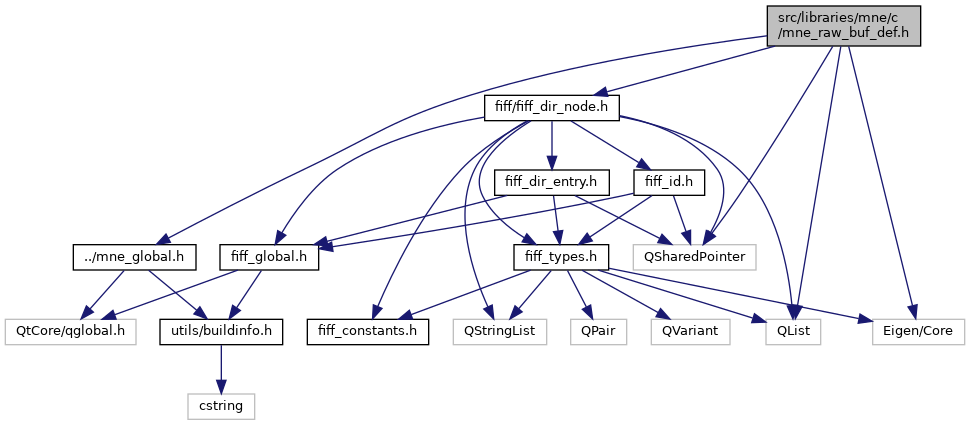 src/libraries/mne/c
/mne_raw_buf_def.h
fiff/fiff_dir_node.h
fiff_dir_entry.h
fiff_id.h
../mne_global.h
fiff_global.h
fiff_types.h
QSharedPointer
QtCore/qglobal.h
utils/buildinfo.h
fiff_constants.h
QStringList
QPair
QVariant
QList
Eigen/Core
cstring